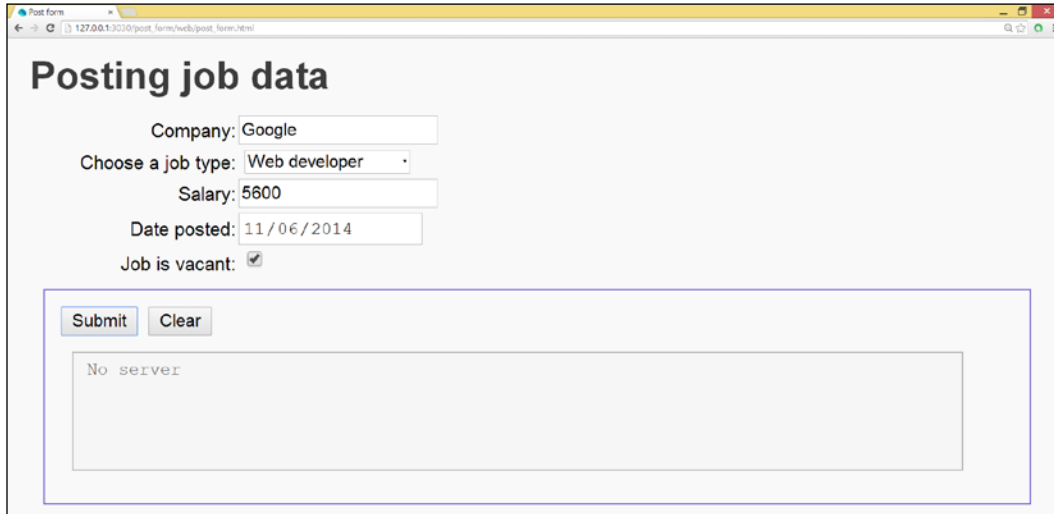 Post form
127.0.0.1:3030/post_form/web/post_form.html
Posting job data
Company: Google
Choose a job type: Web developer
Salary: 5600
Date posted: 11/06/2014
Job is vacant:
Submit Clear
No server